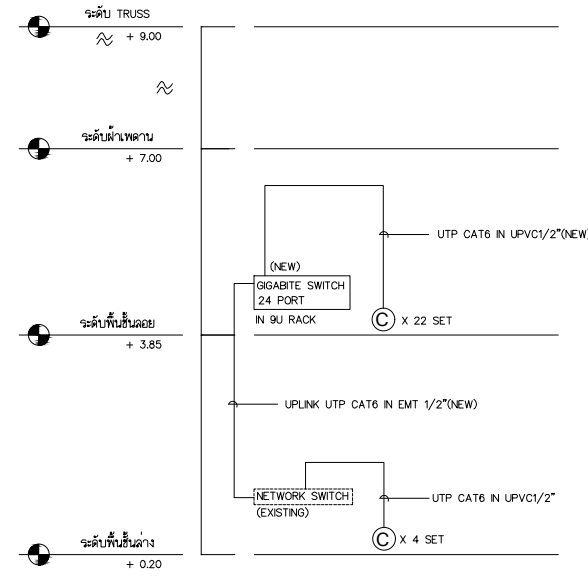 ระดับ TRUSS
+ 9.00
ระดับฝ้าเพดาน
+ 7.00
UTP CAT6 IN UPVC1/2"(NEW)
(NEW)
GIGABITE SWITCH
24 PORT
IN 9U RACK
C X 22 SET
ระดับพื้นชั้นลอย
+ 3.85
UPLINK UTP CAT6 IN EMT 1/2"(NEW)
NETWORK SWITCH
(EXISTING)
UTP CAT6 IN UPVC1/2"
C X 4 SET
ระดับพื้นชั้นล่าง
+ 0.20